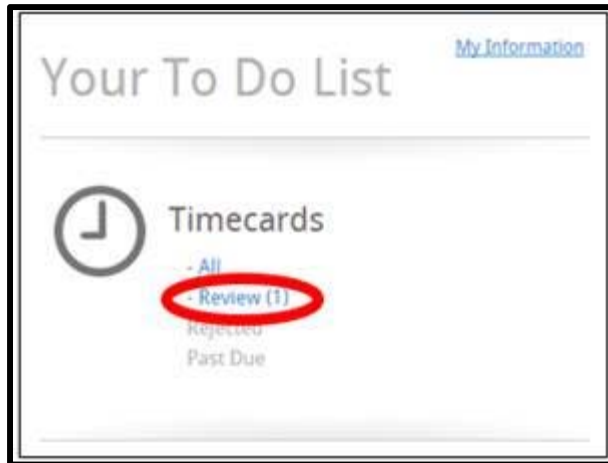 My Information
Your To Do List
Timecards
- All
- Review (1)
Rejected
Past Due